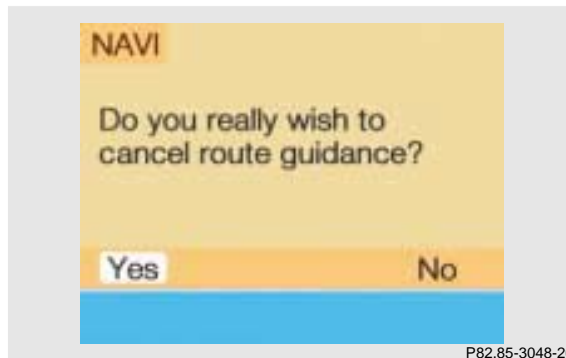 NAVI
Do you really wish to
cancel route guidance?
Yes No
P82.85-3048-2